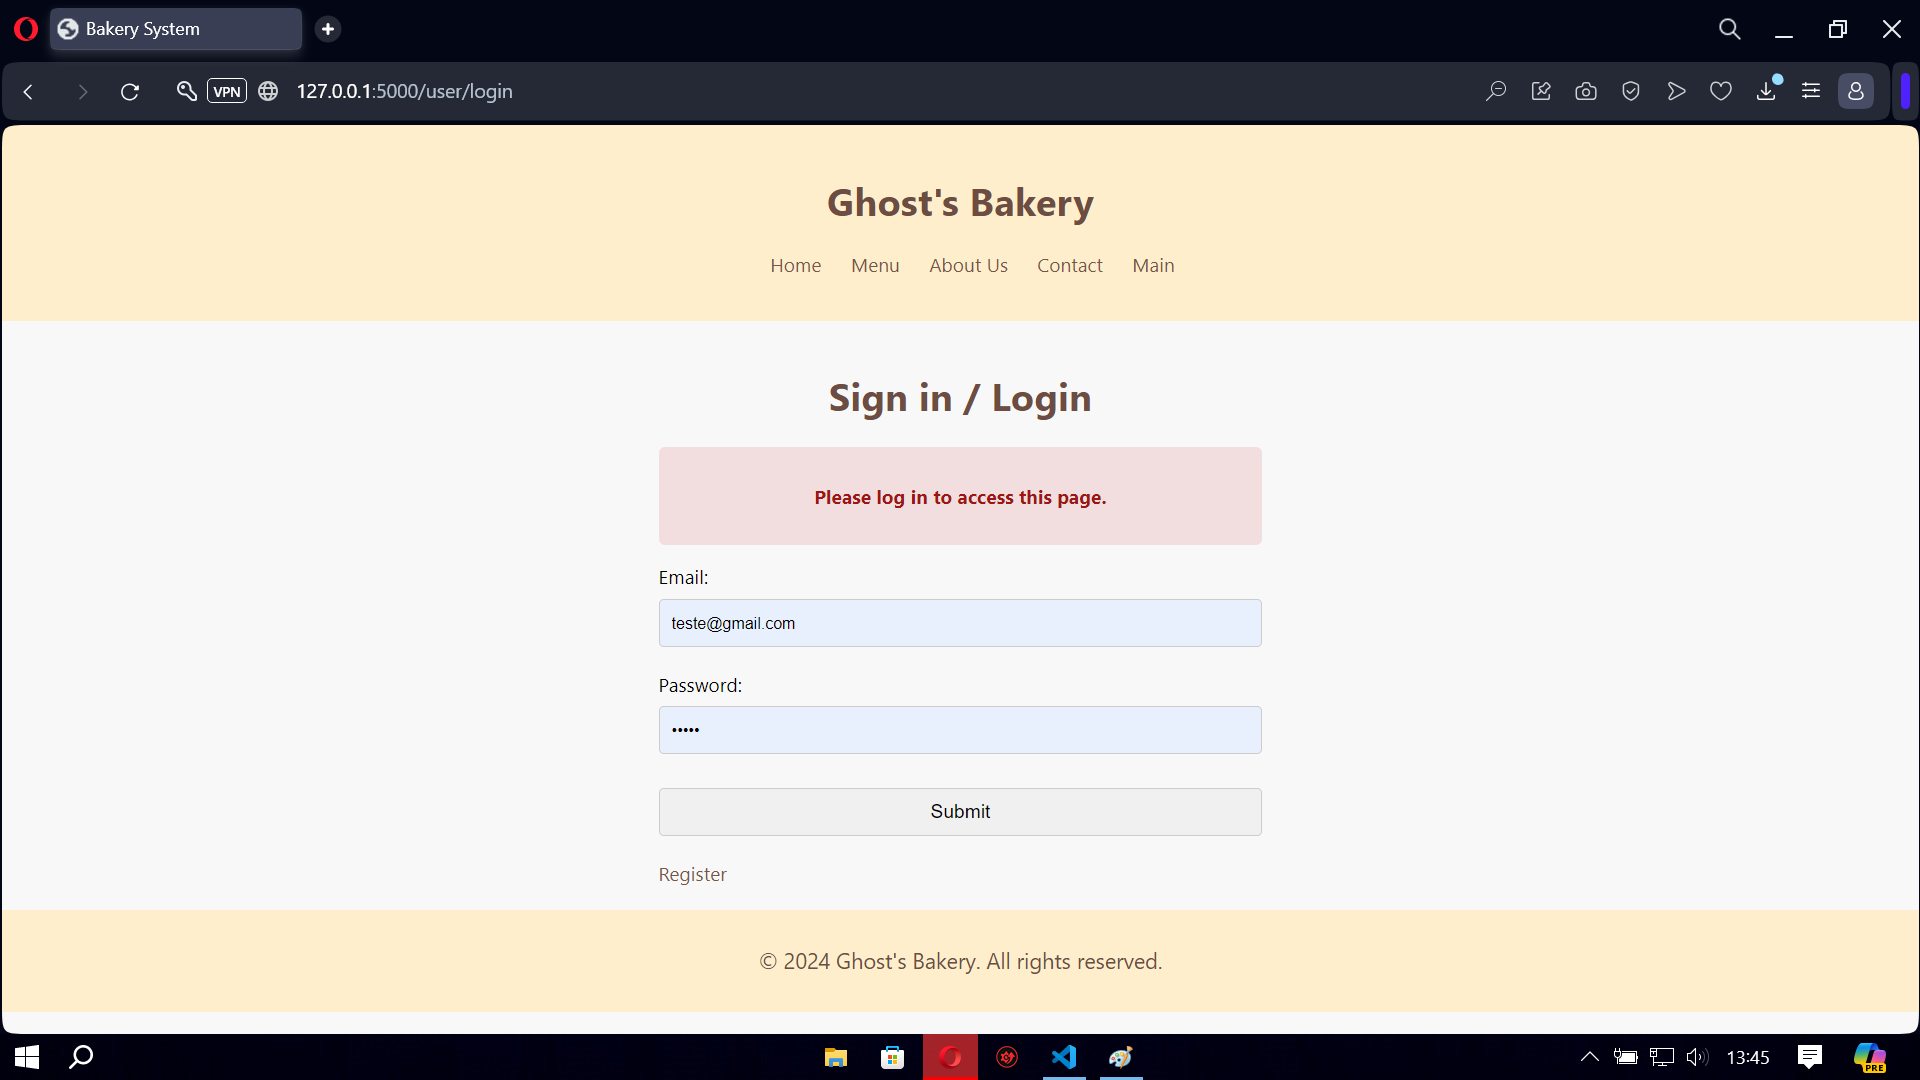 Bakery System
VPN
127.0.0.1:5000/user/login
Ghost's Bakery
Home Menu About Us Contact Main
Sign in / Login
Please log in to access this page.
Email:
teste@gmail.com
Password:
•••••
Submit
Register
© 2024 Ghost's Bakery. All rights reserved.
13:45
PRE